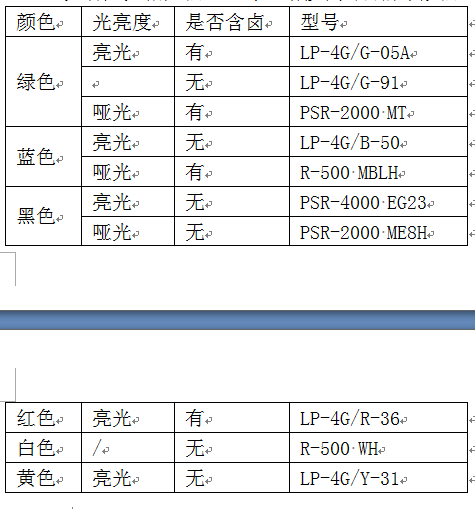 颜色 光亮度 是否含卤 型号
绿色 亮光 有 LP-4G/G-05A
无 LP-4G/G-91
哑光 有 PSR-2000 MT
蓝色 亮光 无 LP-4G/B-50
哑光 有 R-500 MBLH
黑色 亮光 无 PSR-4000 EG23
哑光 无 PSR-2000 ME8H
红色 亮光 有 LP-4G/R-36
白色 / 无 R-500 WH
黄色 亮光 无 LP-4G/Y-31